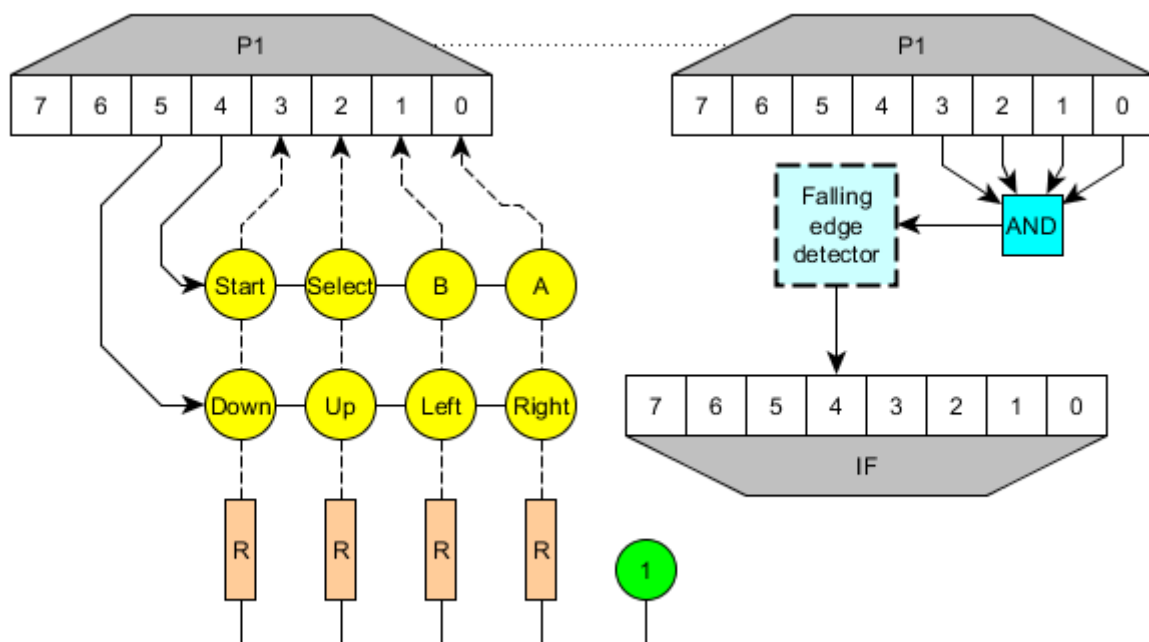 P1
7 6 5 4 3 2 1 0
Start Select B A
Down Up Left Right
R R R R
1
P1
7 6 5 4 3 2 1 0
Falling
edge
detector
AND
7 6 5 4 3 2 1 0
IF